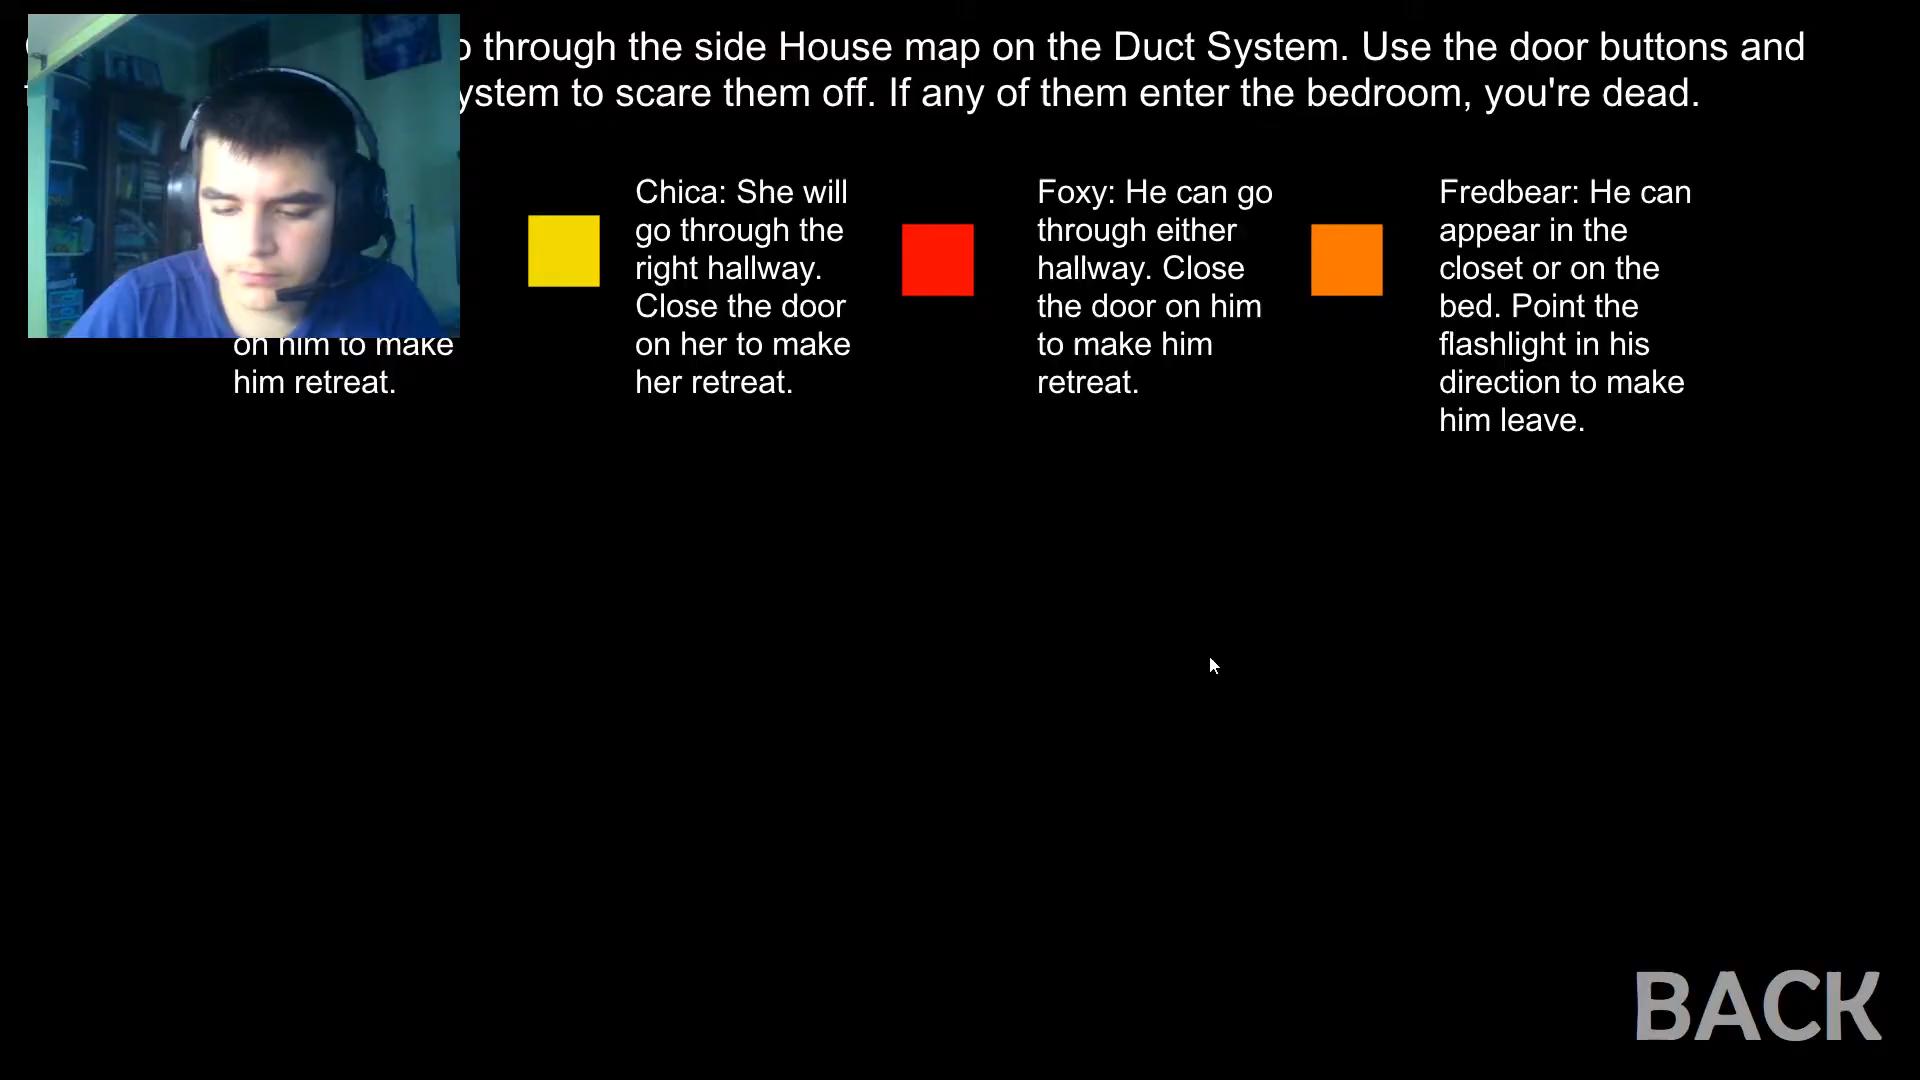 through the side House map on the Duct System. Use the door buttons and
to scare them off. If any of them enter the bedroom, you're dead.
on him to make
him retreat.
Chica: She will
go through the
right hallway.
Close the door
on her to make
her retreat.
Foxy: He can go
through either
hallway. Close
the door on him
to make him
retreat.
Fredbear: He can
appear in the
closet or on the
bed. Point the
flashlight in his
direction to make
him leave.
BACK